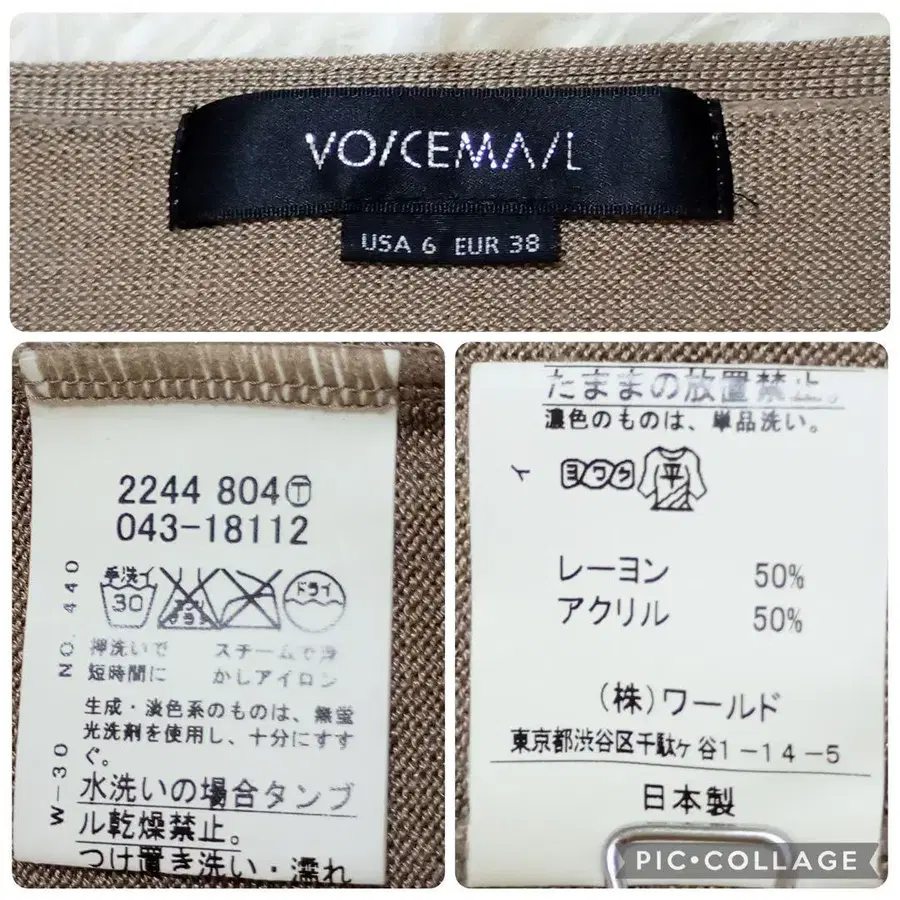 VOICEMAIL
USA 6 EUR 38
2244 804Ⓣ
043-18112
手洗イ
30
ドライ
押洗いで
短時間に
スチームで浮
かしアイロン
生成・淡色系のものは、無蛍
光洗剤を使用し、十分にすす
ぐ。
水洗いの場合タンブ
ル乾燥禁止。
つけ置き洗い・濡れ
W-30 NO. 440
たままの放置禁止。
濃色のものは、単品洗い。
ヨワク
平
レーヨン 50%
アクリル 50%
(株)ワールド
東京都渋谷区千駄ヶ谷1-14-5
日本製
PIC•COLLAGE